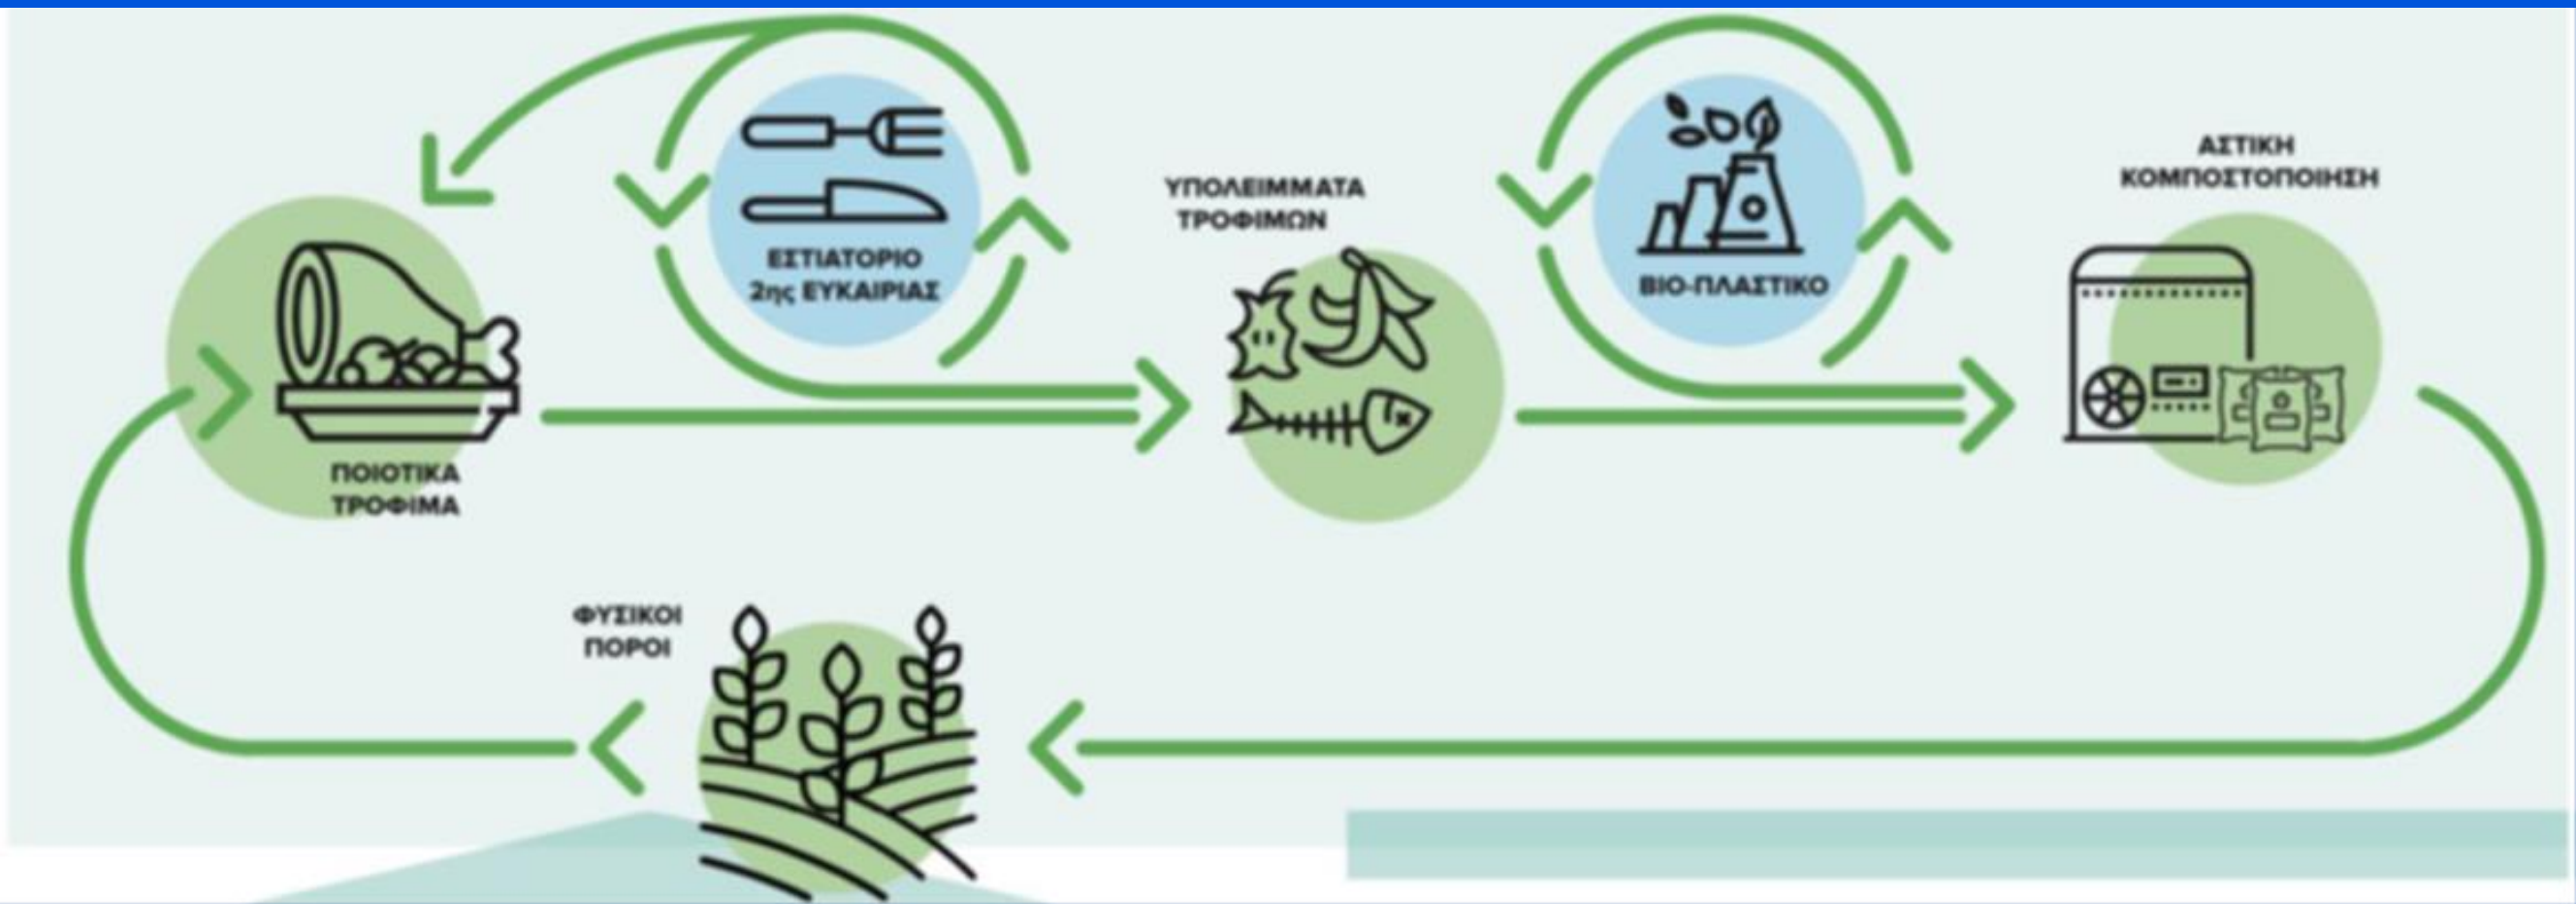 ΕΣΤΙΑΤΟΡΙΟ
2ης ΕΥΚΑΙΡΙΑΣ
ΥΠΟΛΕΙΜΜΑΤΑ
ΤΡΟΦΙΜΩΝ
ΒΙΟ-ΠΛΑΣΤΙΚΟ
ΑΣΤΙΚΗ
ΚΟΜΠΟΣΤΟΠΟΙΗΣΗ
ΠΟΙΟΤΙΚΑ
ΤΡΟΦΙΜΑ
ΦΥΣΙΚΟΙ
ΠΟΡΟΙ